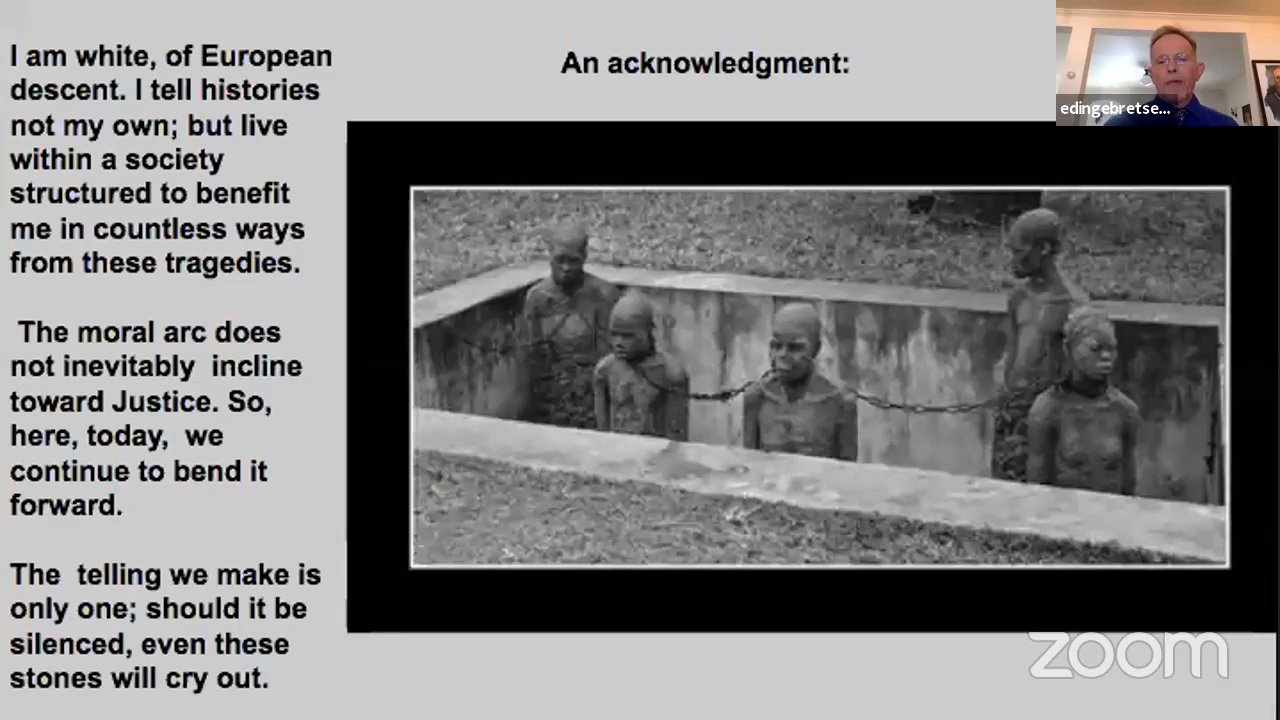 I am white, of European
descent. I tell histories
not my own; but live
within a society
structured to benefit
me in countless ways
from these tragedies.
The moral arc does
not inevitably incline
toward Justice. So,
here, today, we
continue to bend it
forward.
The telling we make is
only one; should it be
silenced, even these
stones will cry out.
An acknowledgment:
edingebretse...
zoom